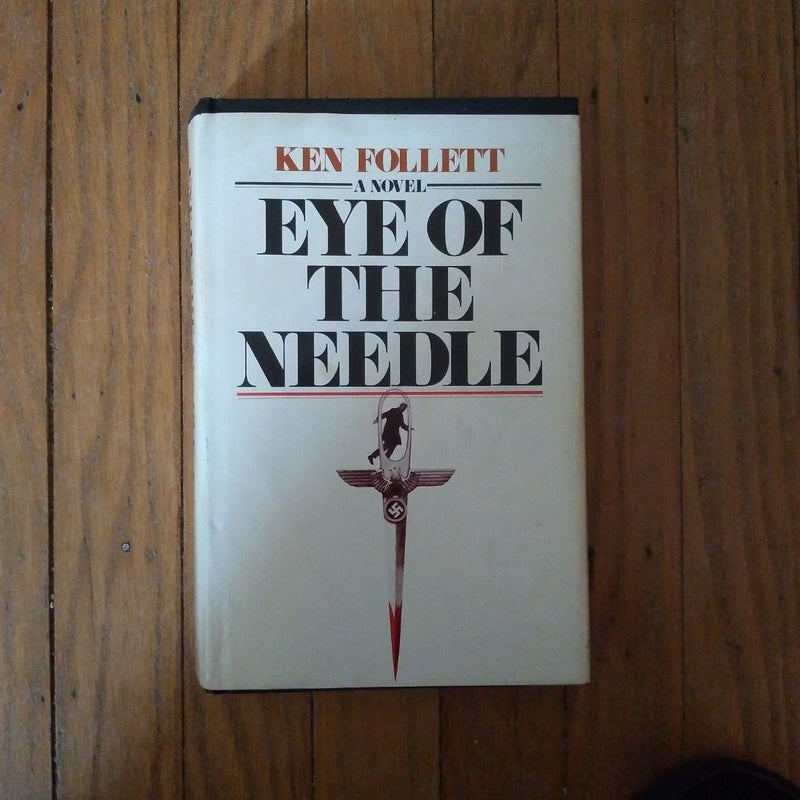 KEN FOLLETT
A NOVEL
EYE OF
THE
NEEDLE